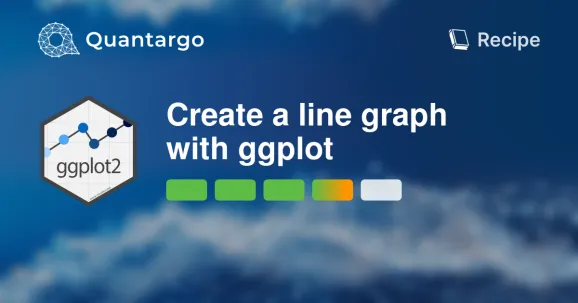 Quantargo
Recipe
Create a line graph
with ggplot
ggplot2